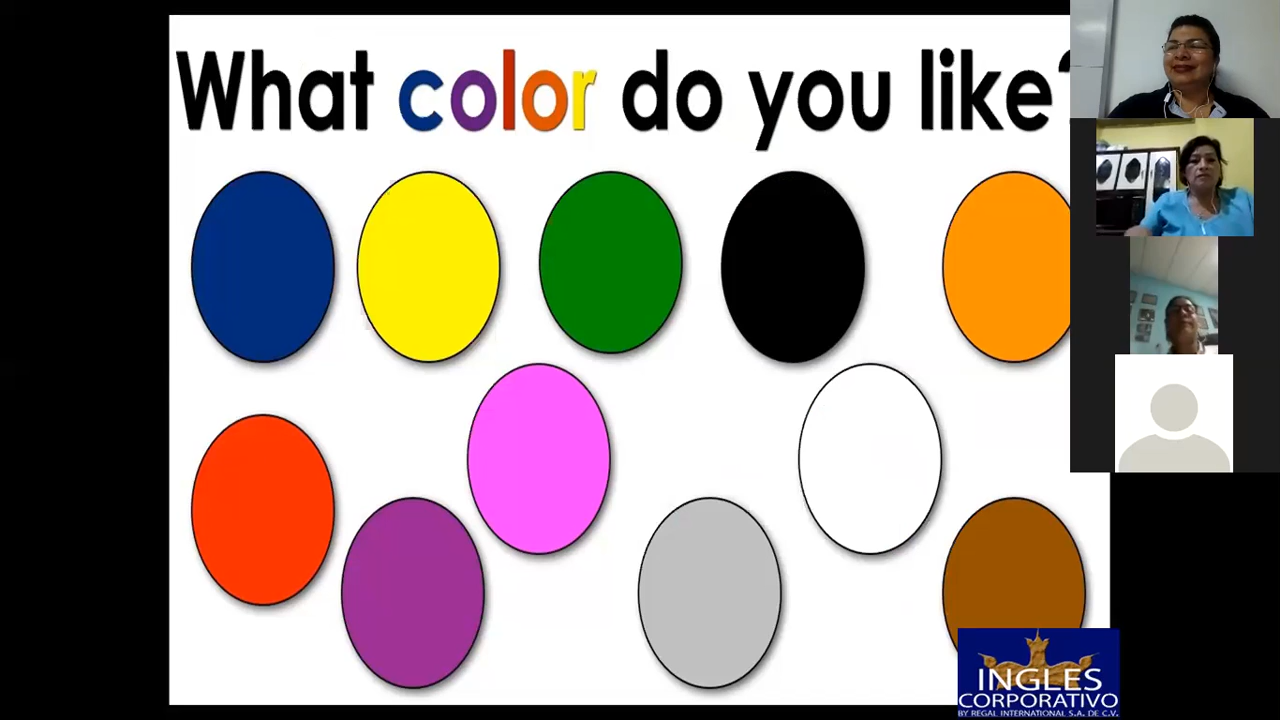 What color do you like?
INGLES
CORPORATIVO
BY REGAL INTERNATIONAL S.A. DE C.V.